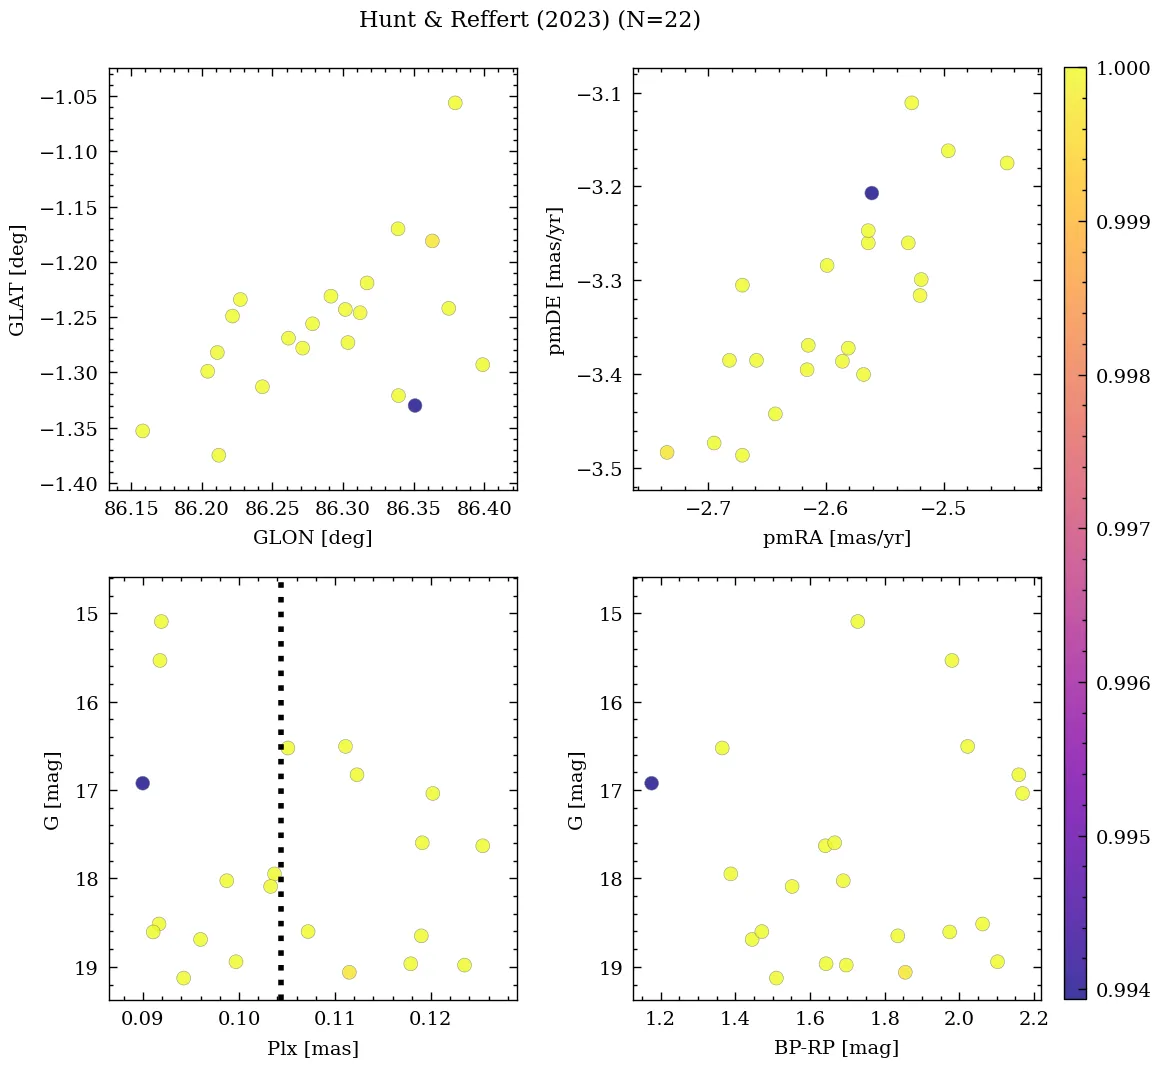 Hunt & Reffert (2023) (N=22)
−1.05
−1.10
−1.15
−1.20
−1.25
−1.30
−1.35
−1.40
GLAT [deg]
86.15 86.20 86.25 86.30 86.35 86.40
GLON [deg]
−3.1
−3.2
−3.3
−3.4
−3.5
pmDE [mas/yr]
−2.7 −2.6 −2.5
pmRA [mas/yr]
15
16
17
18
19
G [mag]
0.09 0.10 0.11 0.12
Plx [mas]
15
16
17
18
19
G [mag]
1.2 1.4 1.6 1.8 2.0 2.2
BP-RP [mag]
1.000
0.999
0.998
0.997
0.996
0.995
0.994